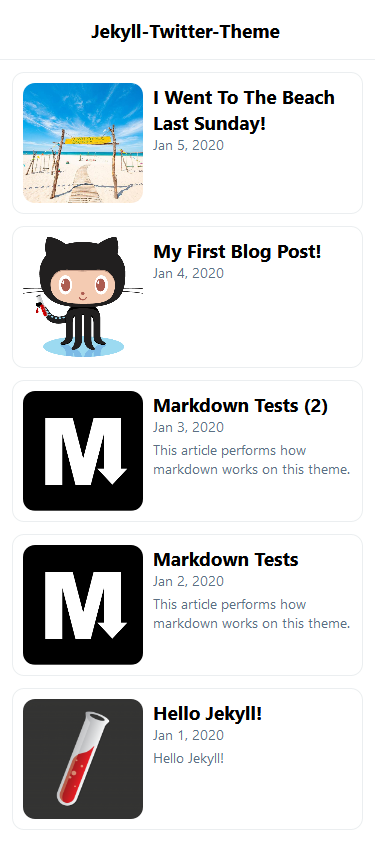 Jekyll-Twitter-Theme
I Went To The Beach
Last Sunday!
Jan 5, 2020
My First Blog Post!
Jan 4, 2020
M
Markdown Tests (2)
Jan 3, 2020
This article performs how
markdown works on this theme.
M
Markdown Tests
Jan 2, 2020
This article performs how
markdown works on this theme.
Hello Jekyll!
Jan 1, 2020
Hello Jekyll!